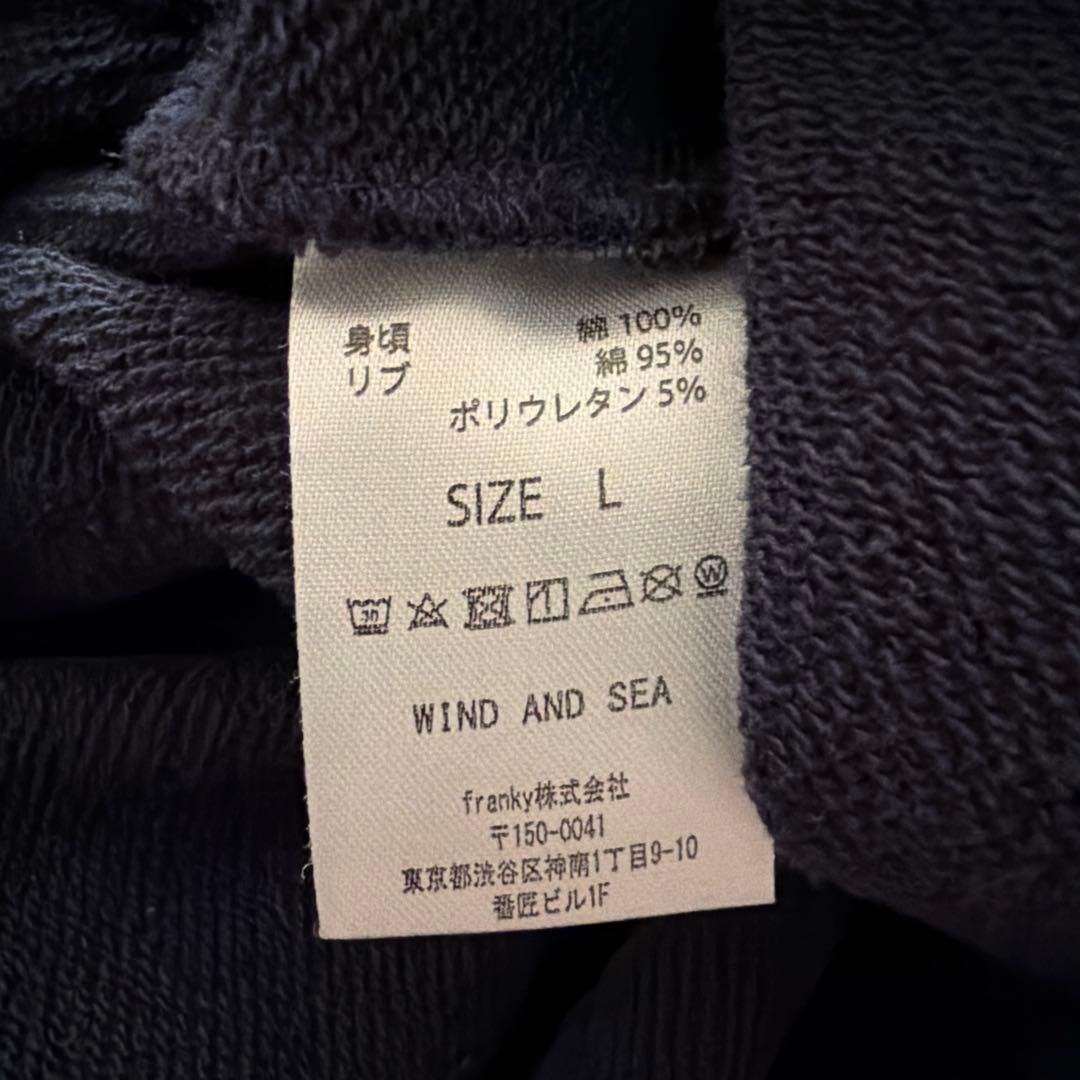 身頃 綿 100%
リブ 綿 95%
ポリウレタン 5%
SIZE L
30
W
WIND AND SEA
franky株式会社
〒150-0041
東京都渋谷区神南1丁目9-10
番匠ビル1F